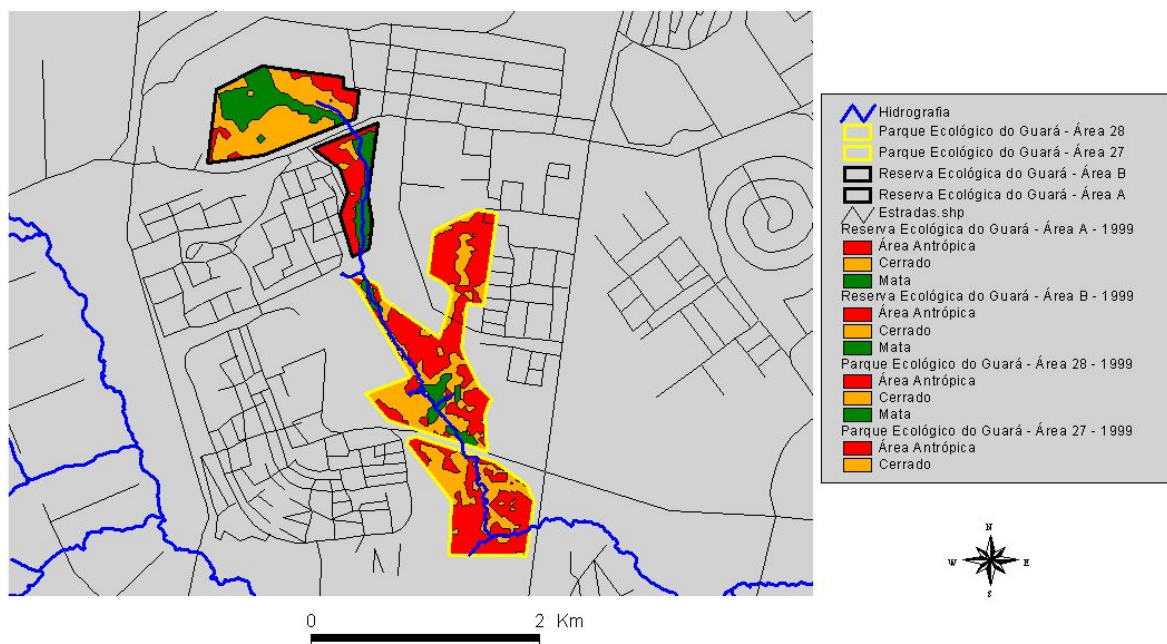 Hidrografia
Parque Ecológico do Guará - Área 28
Parque Ecológico do Guará - Área 27
Reserva Ecológica do Guará - Área B
Reserva Ecológica do Guará - Área A
Estradas.shp
Reserva Ecológica do Guará - Área A - 1999
Área Antrópica
Cerrado
Mata
Reserva Ecológica do Guará - Área B - 1999
Área Antrópica
Cerrado
Mata
Parque Ecológico do Guará - Área 28 - 1999
Área Antrópica
Cerrado
Mata
Parque Ecológico do Guará - Área 27 - 1999
Área Antrópica
Cerrado
N
W E
S
0 2 Km